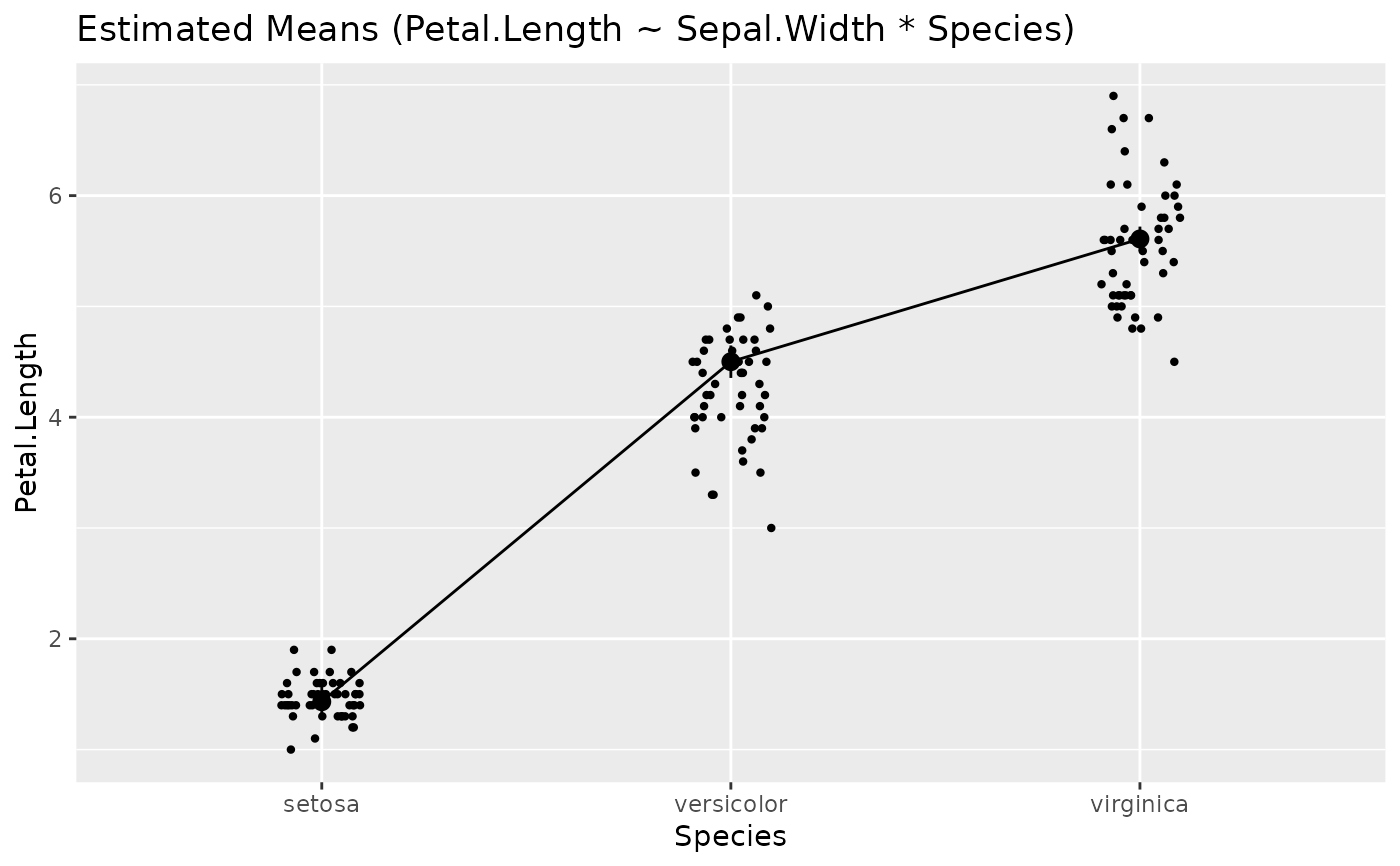 Estimated Means (Petal.Length ~ Sepal.Width * Species)
Petal.Length
6
4
2
setosa
versicolor
virginica
Species